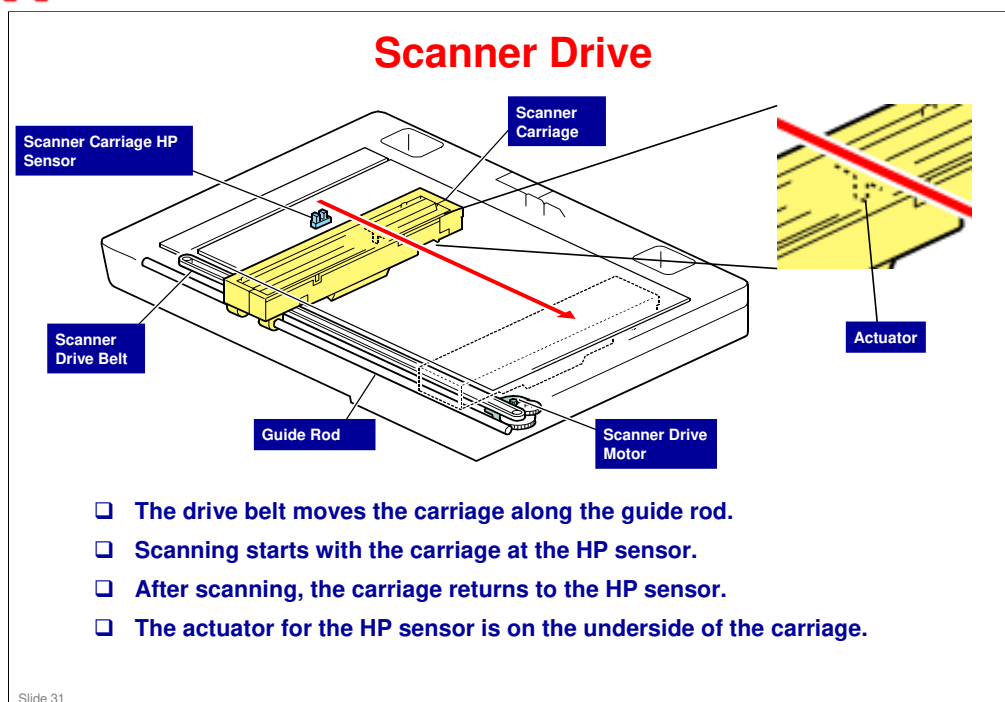 Scanner Drive
Scanner Carriage HP
Sensor
Scanner
Carriage
Scanner
Drive Belt
Guide Rod
Scanner Drive
Motor
Actuator
❑ The drive belt moves the carriage along the guide rod.
❑ Scanning starts with the carriage at the HP sensor.
❑ After scanning, the carriage returns to the HP sensor.
❑ The actuator for the HP sensor is on the underside of the carriage.
Slide 31